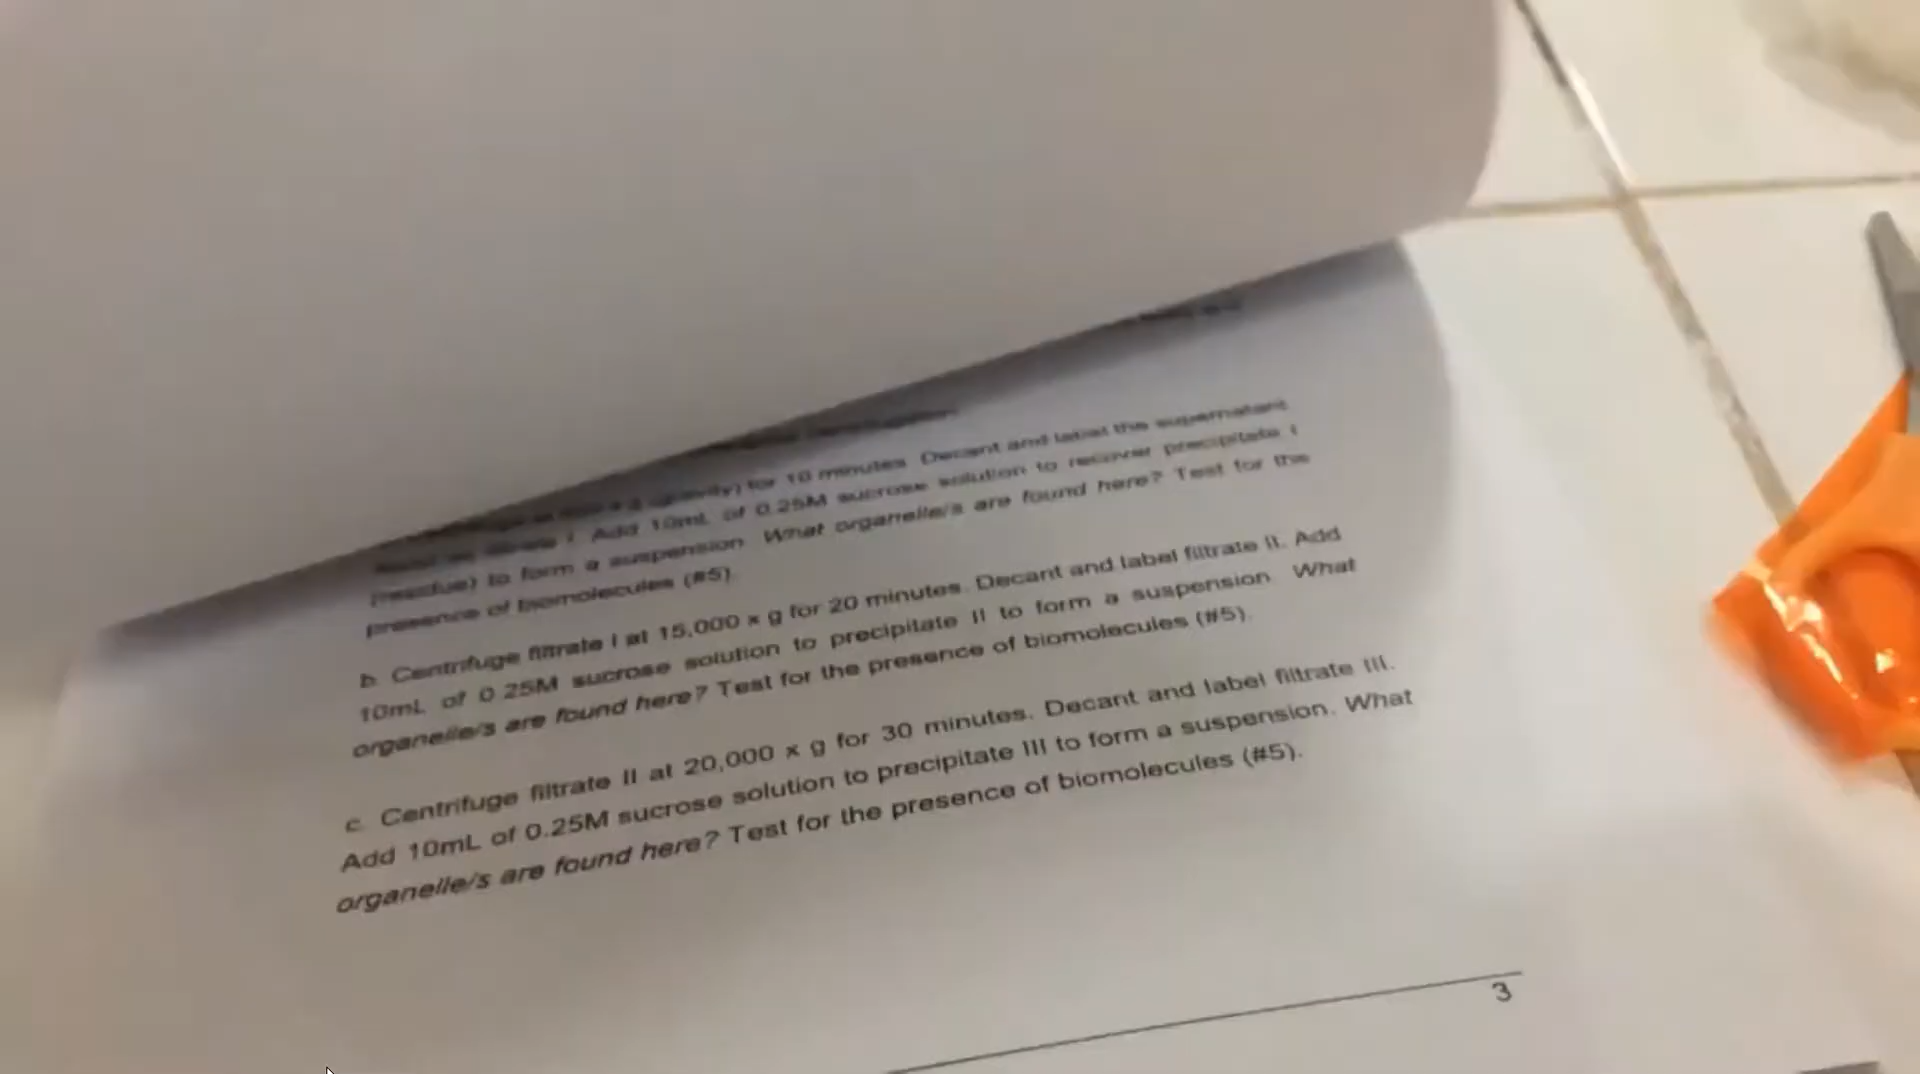 for 10 minutes. Decant and label the supernatant
Add 10mL of 0.25M sucrose solution to recover precipitate I
(residue) to form a suspension. What organelle/s are found here? Test for the
presence of biomolecules (#5).
b. Centrifuge filtrate I at 15,000 x g for 20 minutes. Decant and label filtrate II. Add
10mL of 0.25M sucrose solution to precipitate II to form a suspension. What
organelle/s are found here? Test for the presence of biomolecules (#5).
c. Centrifuge filtrate II at 20,000 x g for 30 minutes. Decant and label filtrate III.
Add 10mL of 0.25M sucrose solution to precipitate III to form a suspension. What
organelle/s are found here? Test for the presence of biomolecules (#5).
3